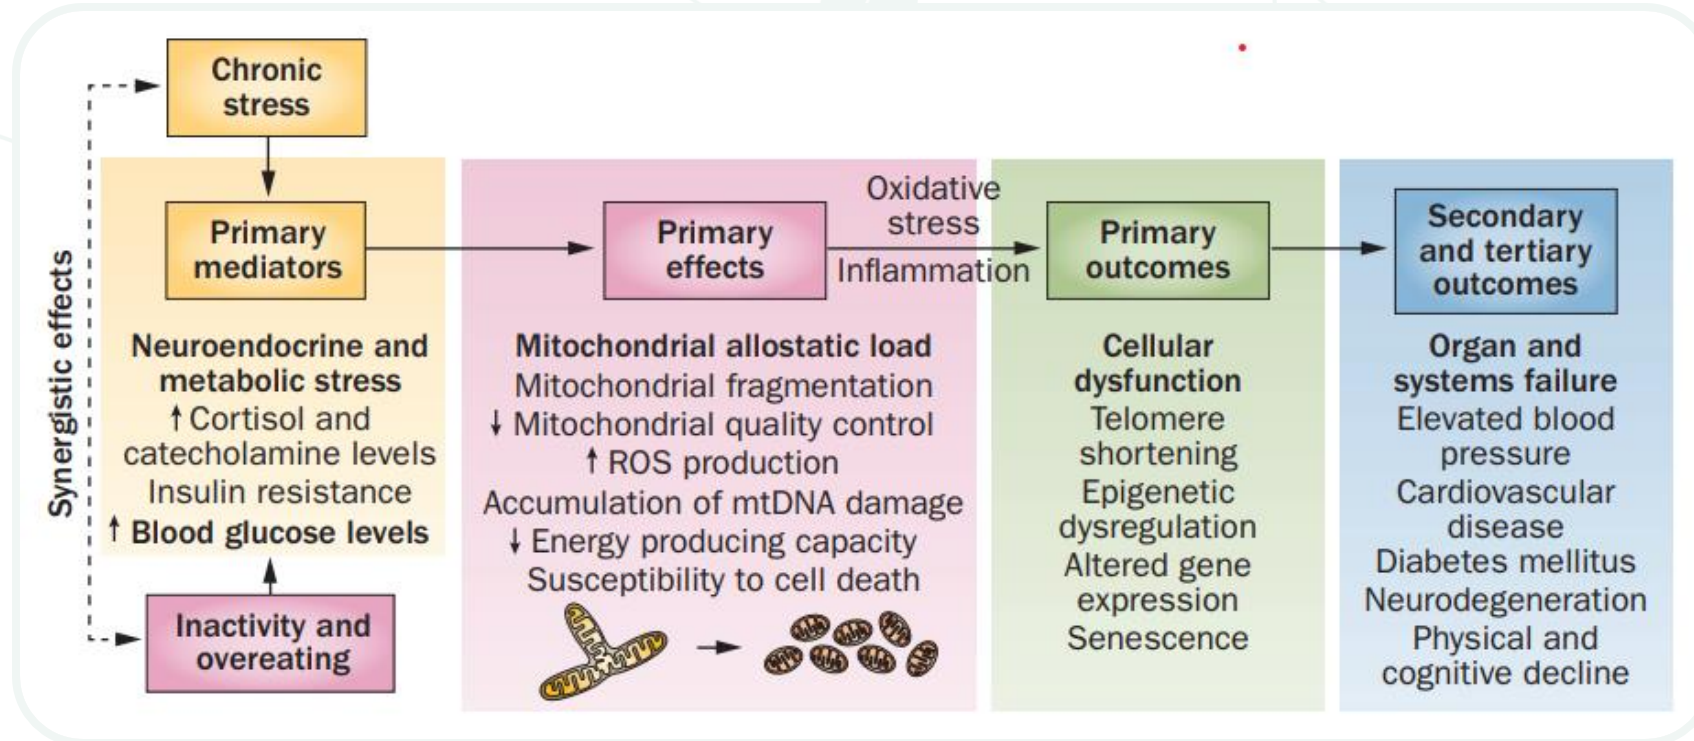 Chronic
stress
Synergistic effects
Primary
mediators
Neuroendocrine and
metabolic stress
↑ Cortisol and
catecholamine levels
Insulin resistance
↑ Blood glucose levels
Inactivity and
overeating
Primary
effects
Mitochondrial allostatic load
Mitochondrial fragmentation
↓ Mitochondrial quality control
↑ ROS production
Accumulation of mtDNA damage
↓ Energy producing capacity
Susceptibility to cell death
Oxidative
stress
Inflammation
Primary
outcomes
Cellular
dysfunction
Telomere
shortening
Epigenetic
dysregulation
Altered gene
expression
Senescence
Secondary
and tertiary
outcomes
Organ and
systems failure
Elevated blood
pressure
Cardiovascular
disease
Diabetes mellitus
Neurodegeneration
Physical and
cognitive decline